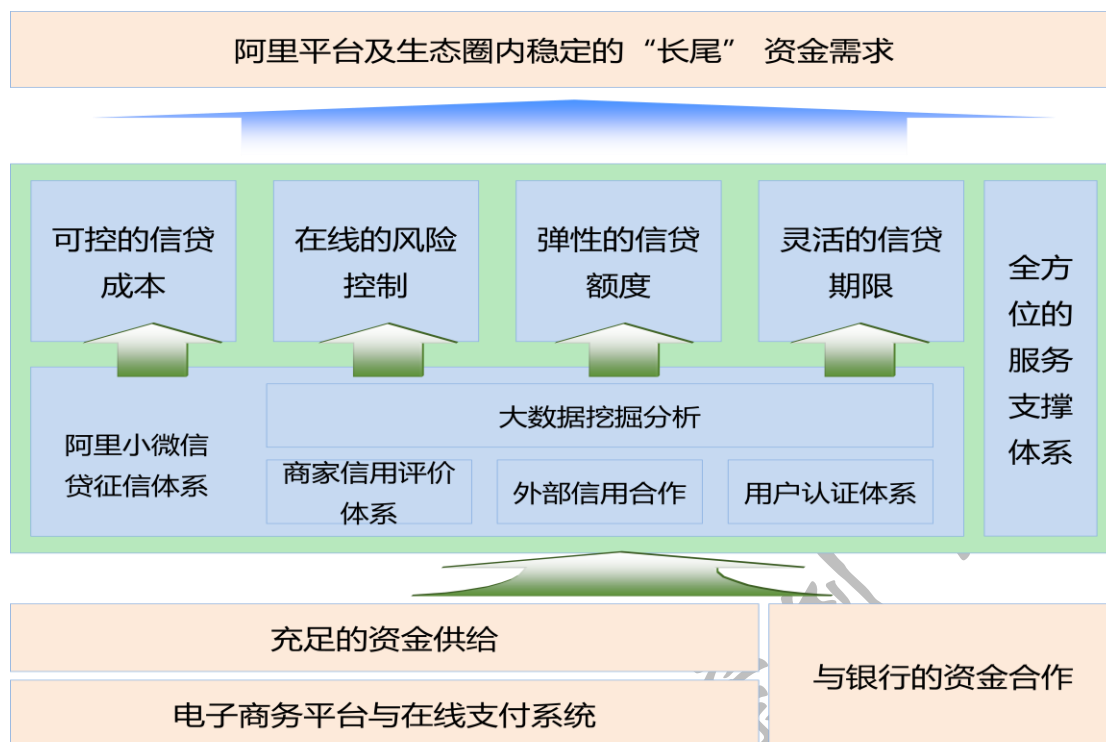 阿里平台及生态圈内稳定的“长尾” 资金需求
可控的信贷
成本
在线的风险
控制
弹性的信贷
额度
灵活的信贷
期限
全方
位的
服务
支撑
体系
阿里小微信
贷征信体系
大数据挖掘分析
商家信用评价
体系
外部信用合作
用户认证体系
充足的资金供给
与银行的资金合作
电子商务平台与在线支付系统